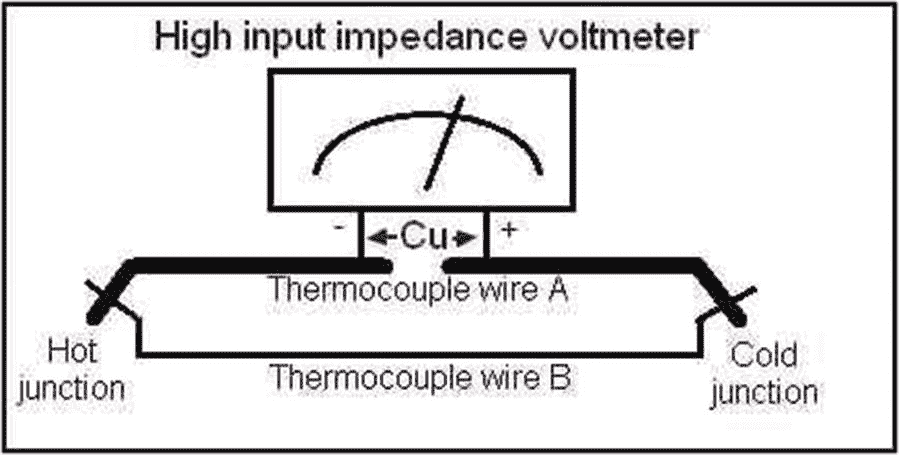 High input impedance voltmeter
- Cu +
Thermocouple wire A
Hot junction
Thermocouple wire B
Cold junction